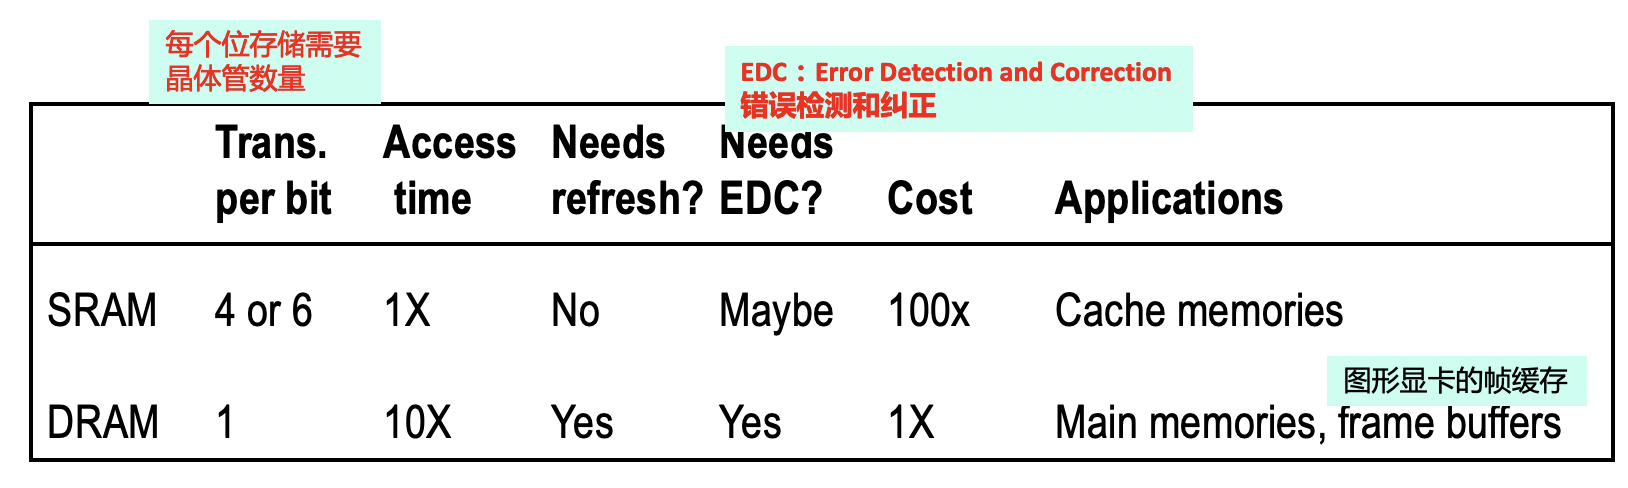 每个位存储需要
晶体管数量
EDC：Error Detection and Correction
错误检测和纠正
Trans. Access Needs Needs
per bit time refresh? EDC? Cost Applications
SRAM 4 or 6 1X No Maybe 100x Cache memories
图形显卡的帧缓存
DRAM 1 10X Yes Yes 1X Main memories, frame buffers